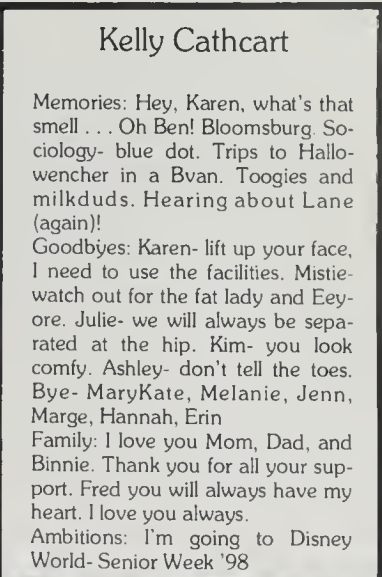 Kelly Cathcart
Memories: Hey, Karen, what's that
smell . . . Oh Ben! Bloomsburg. So-
ciology- blue dot. Trips to Hallo-
wencher in a Bvan. Toogies and
milkduds. Hearing about Lane
(again)!
Goodbyes: Karen- lift up your face,
I need to use the facilities. Mistie-
watch out for the fat lady and Eey-
ore. Julie- we will always be sepa-
rated at the hip. Kim- you look
comfy. Ashley- don't tell the toes.
Bye- MaryKate, Melanie, Jenn,
Marge, Hannah, Erin
Family: I love you Mom, Dad, and
Binnie. Thank you for all your sup-
port. Fred you will always have my
heart. I love you always.
Ambitions: I'm going to Disney
World- Senior Week '98